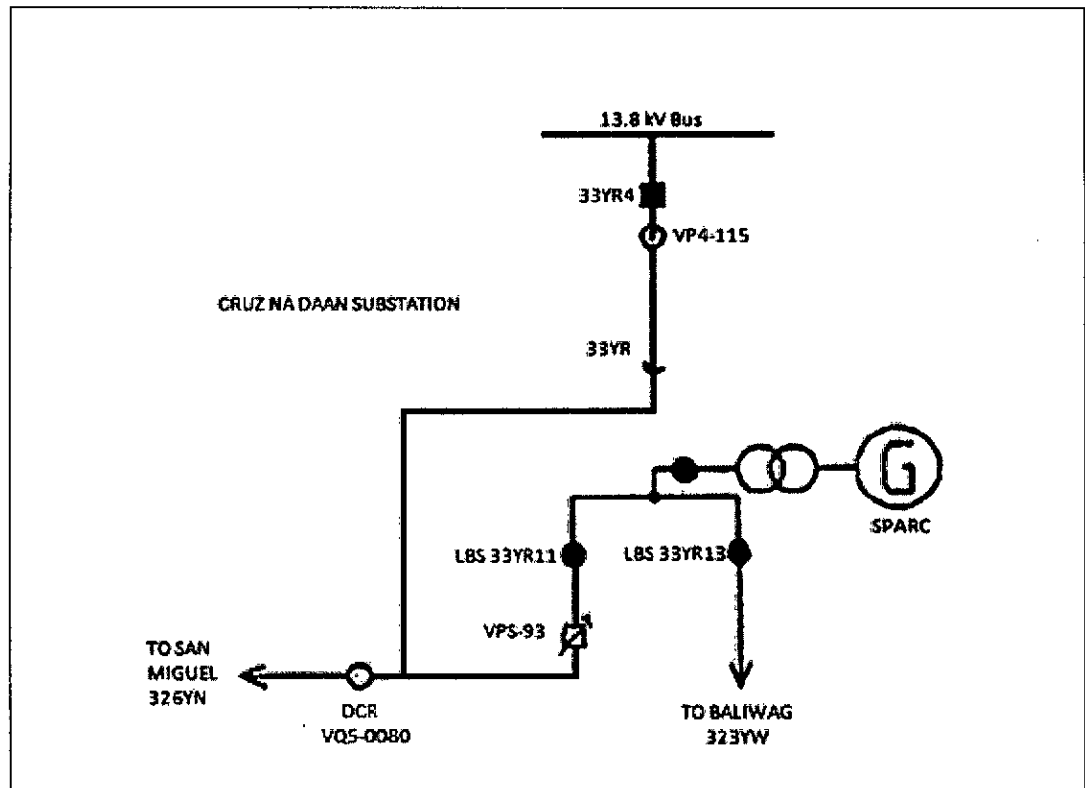 13.8 kV Bus
33YR4
VP4-115
CRUZ NA DAAN SUBSTATION
33YR
G
SPARC
LBS 33YR11
LBS 33YR13
VPS-93
TO SAN
MIGUEL
326YN
DCR
VQ5-0080
TO BALIWAG
323YW